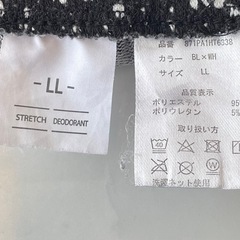 -LL-
STRETCH DEODORANT
品番 871PA1HT6938
カラー BL×WH
サイズ LL
品質表示
ポリエステル 95
ポリウレタン 5%
取り扱い
洗濯ネット使用